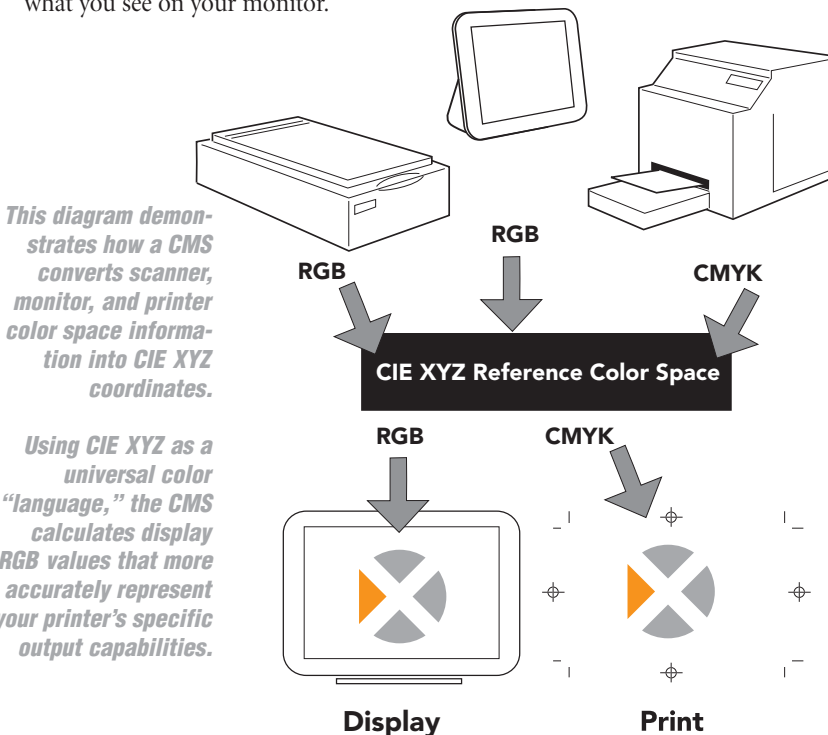 what you see on your monitor.
This diagram demon-
strates how a CMS
converts scanner,
monitor, and printer
color space informa-
tion into CIE XYZ
coordinates.
Using CIE XYZ as a
universal color
“language,” the CMS
calculates display
RGB values that more
accurately represent
your printer’s specific
output capabilities.
RGB
RGB
CMYK
CIE XYZ Reference Color Space
RGB
CMYK
Display
Print